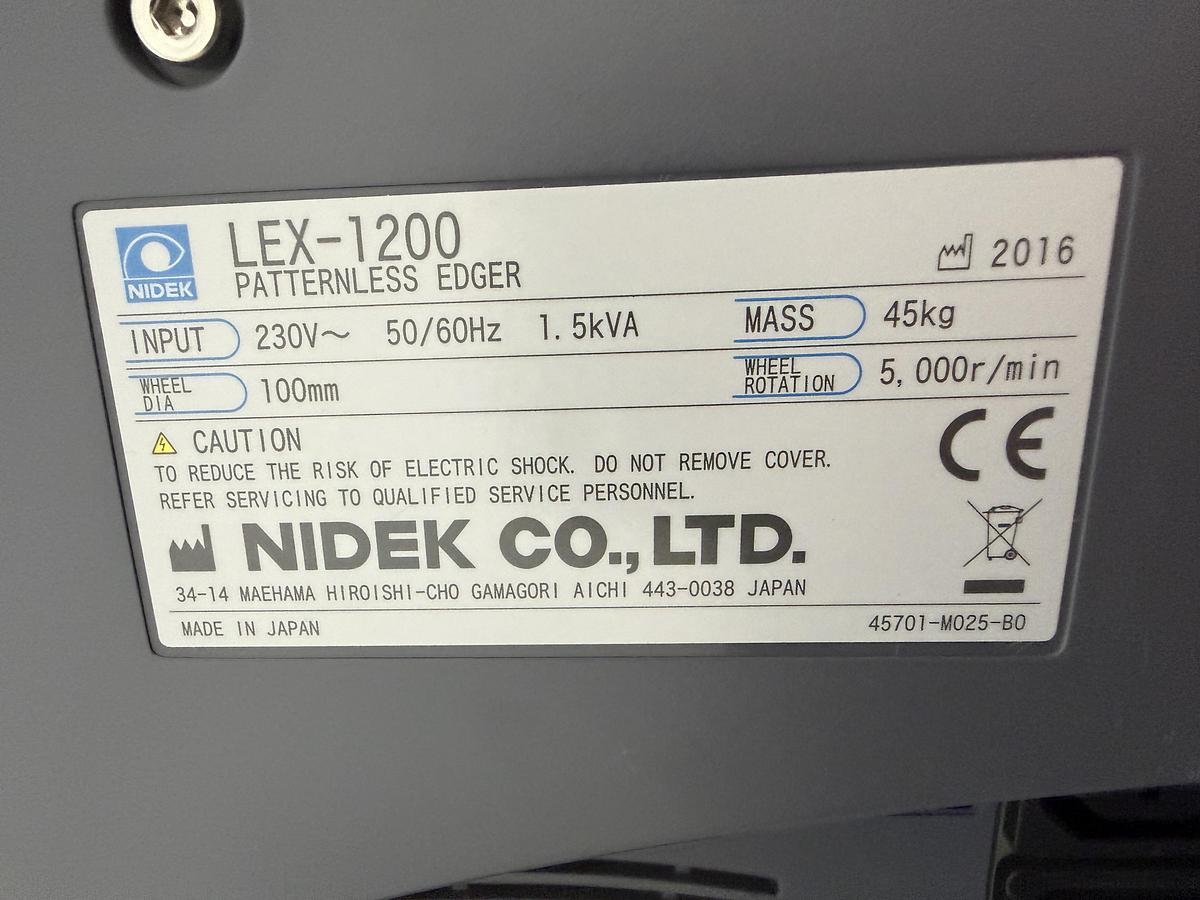 NIDEK
LEX-1200
PATTERNLESS EDGER
2016
INPUT 230V～ 50/60Hz 1.5kVA MASS 45kg
WHEEL DIA 100mm WHEEL ROTATION 5,000r/min
CAUTION
TO REDUCE THE RISK OF ELECTRIC SHOCK. DO NOT REMOVE COVER.
REFER SERVICING TO QUALIFIED SERVICE PERSONNEL.
CE
NIDEK CO.,LTD.
34-14 MAEHAMA HIROISHI-CHO GAMAGORI AICHI 443-0038 JAPAN
MADE IN JAPAN 45701-M025-B0